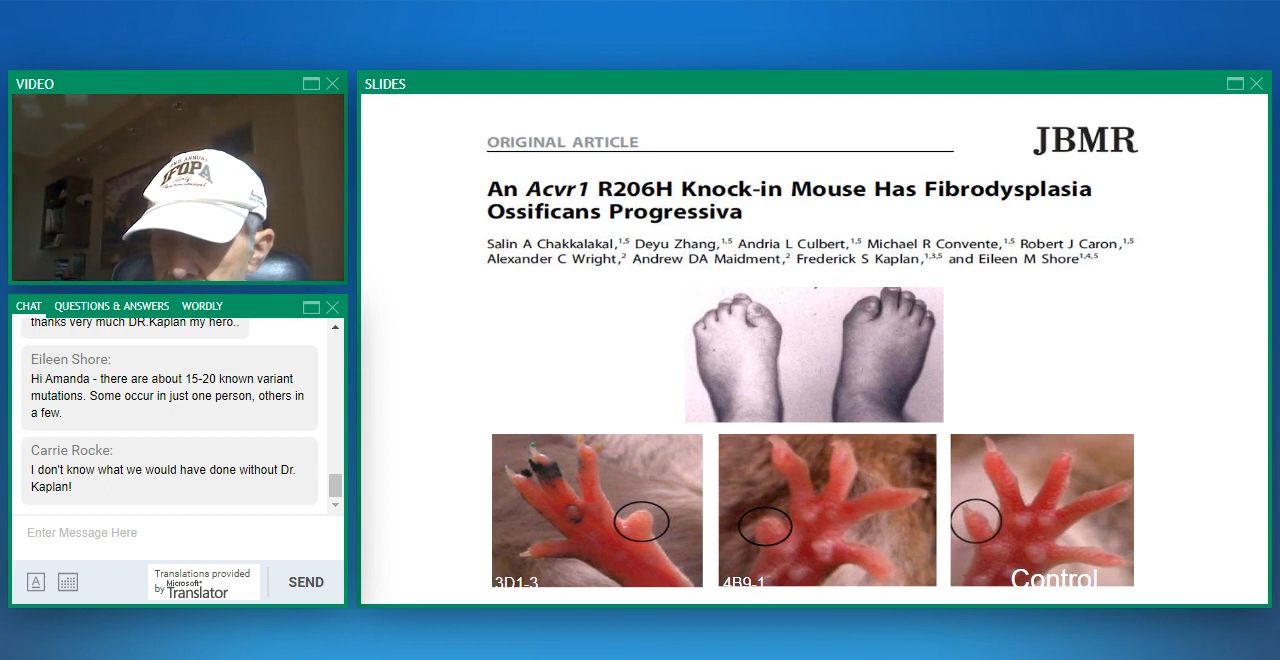 VIDEO
2ND ANNUAL
IFOPA
CHAT QUESTIONS & ANSWERS WORDLY
thanks very much DR.Kaplan my hero..
Eileen Shore:
Hi Amanda - there are about 15-20 known variant
mutations. Some occur in just one person, others in
a few.
Carrie Rocke:
I don't know what we would have done without Dr.
Kaplan!
Enter Message Here
A
Translations provided
by Microsoft®
Translator
SEND
SLIDES
ORIGINAL ARTICLE
JBMR
An Acvr1 R206H Knock-in Mouse Has Fibrodysplasia
Ossificans Progressiva
Salin A Chakkalakal,1,5 Deyu Zhang,1,5 Andria L Culbert,1,5 Michael R Convente,1,5 Robert J Caron,1,5
Alexander C Wright,2 Andrew DA Maidment,2 Frederick S Kaplan,1,3,5 and Eileen M Shore1,4,5
3D1-3
4B9-1
Control